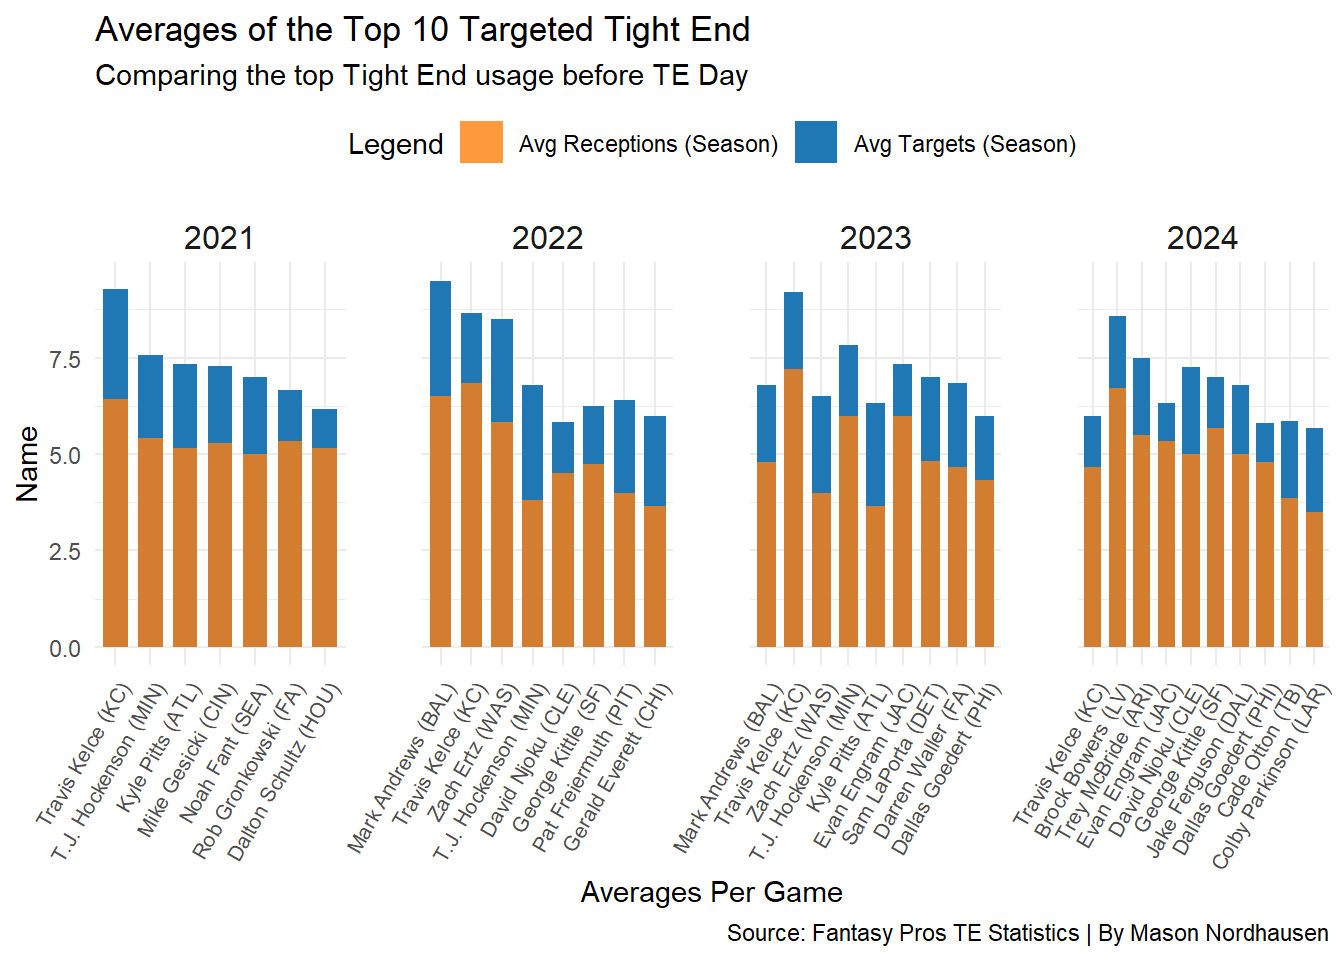 Averages of the Top 10 Targeted Tight End
Comparing the top Tight End usage before TE Day
Legend Avg Receptions (Season) Avg Targets (Season)
2021 2022 2023 2024
Name
7.5
5.0
2.5
0.0
Travis Kelce (KC)
T.J. Hockenson (MIN)
Kyle Pitts (ATL)
Mike Gesicki (CIN)
Noah Fant (SEA)
Rob Gronkowski (FA)
Dalton Schultz (HOU)
Mark Andrews (BAL)
Travis Kelce (KC)
Zach Ertz (WAS)
T.J. Hockenson (MIN)
David Njoku (CLE)
George Kittle (SF)
Pat Freiermuth (PIT)
Gerald Everett (CHI)
Mark Andrews (BAL)
Travis Kelce (KC)
Zach Ertz (WAS)
T.J. Hockenson (MIN)
Kyle Pitts (ATL)
Evan Engram (JAC)
Sam LaPorta (DET)
Darren Waller (FA)
Dallas Goedert (PHI)
Travis Kelce (KC)
Brock Bowers (LV)
Trey McBride (ARI)
Evan Engram (JAC)
David Njoku (CLE)
George Kittle (SF)
Jake Ferguson (DAL)
Dallas Goedert (PHI)
Cade Otton (TB)
Colby Parkinson (LAR)
Averages Per Game
Source: Fantasy Pros TE Statistics | By Mason Nordhausen